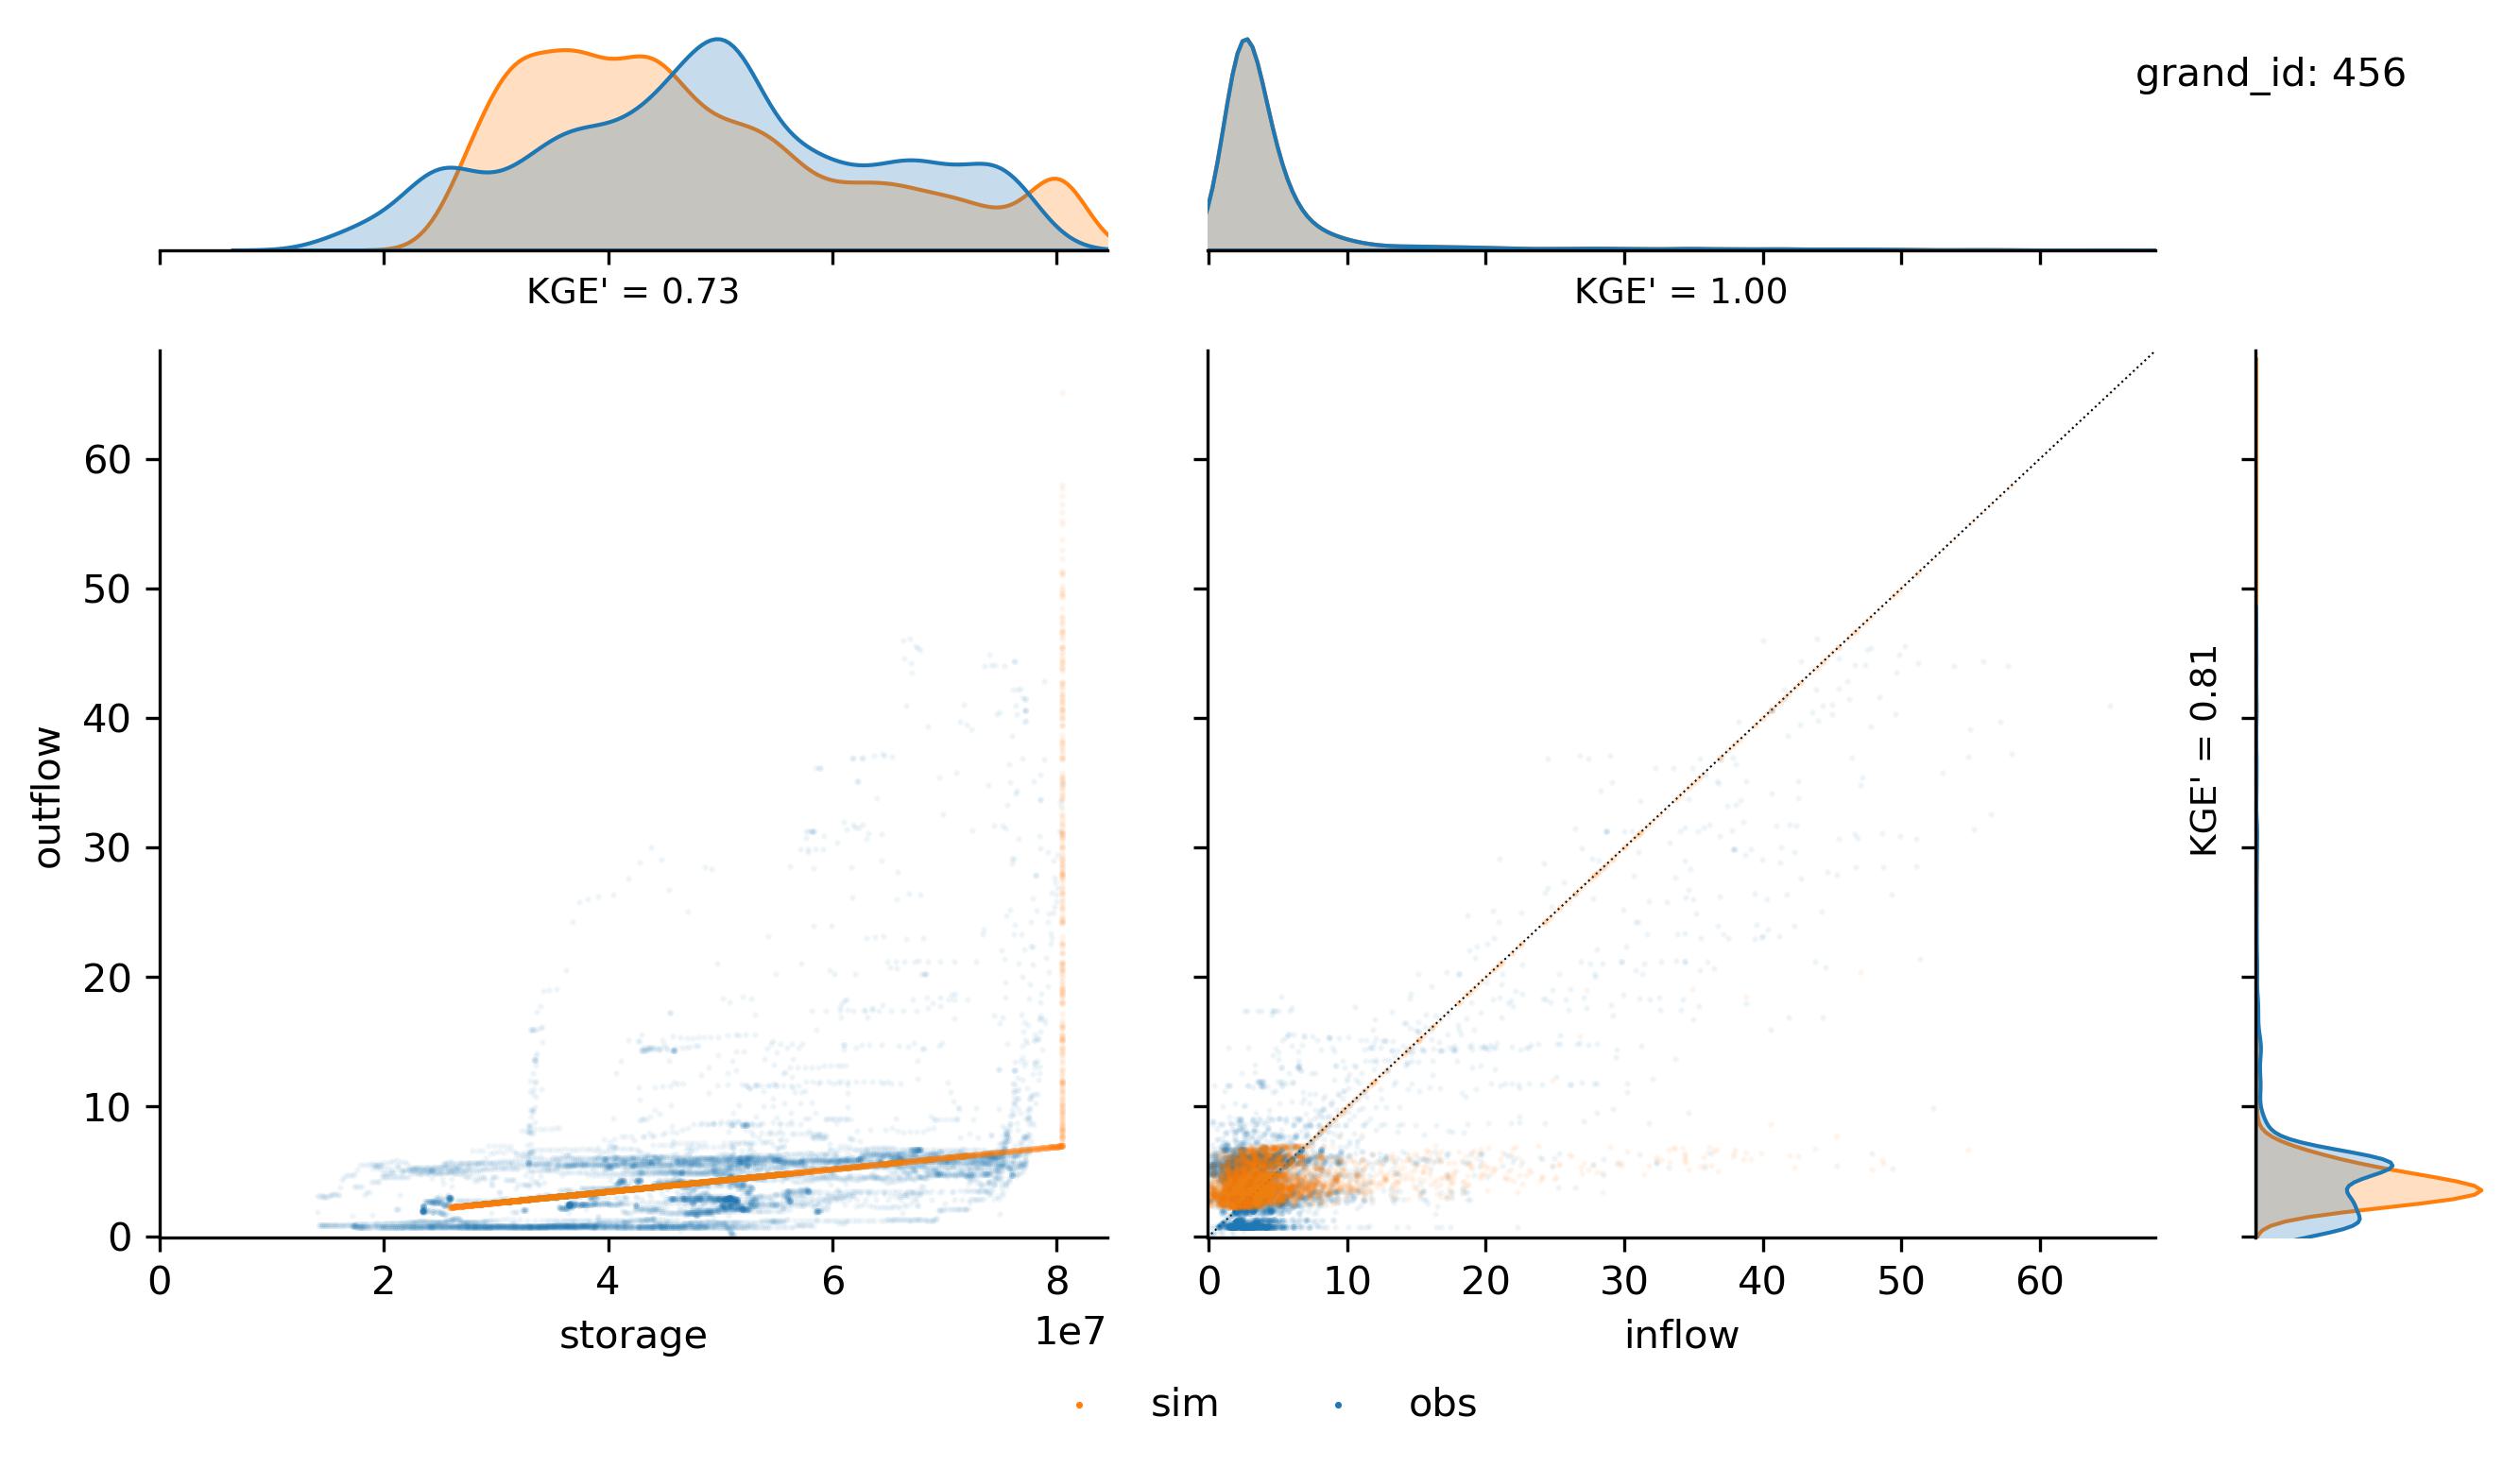 grand_id: 456
KGE' = 0.73
KGE' = 1.00
outflow
60
50
40
30
20
10
0
KGE' = 0.81
0 2 4 6 8
1e7
storage
0 10 20 30 40 50 60
inflow
sim obs